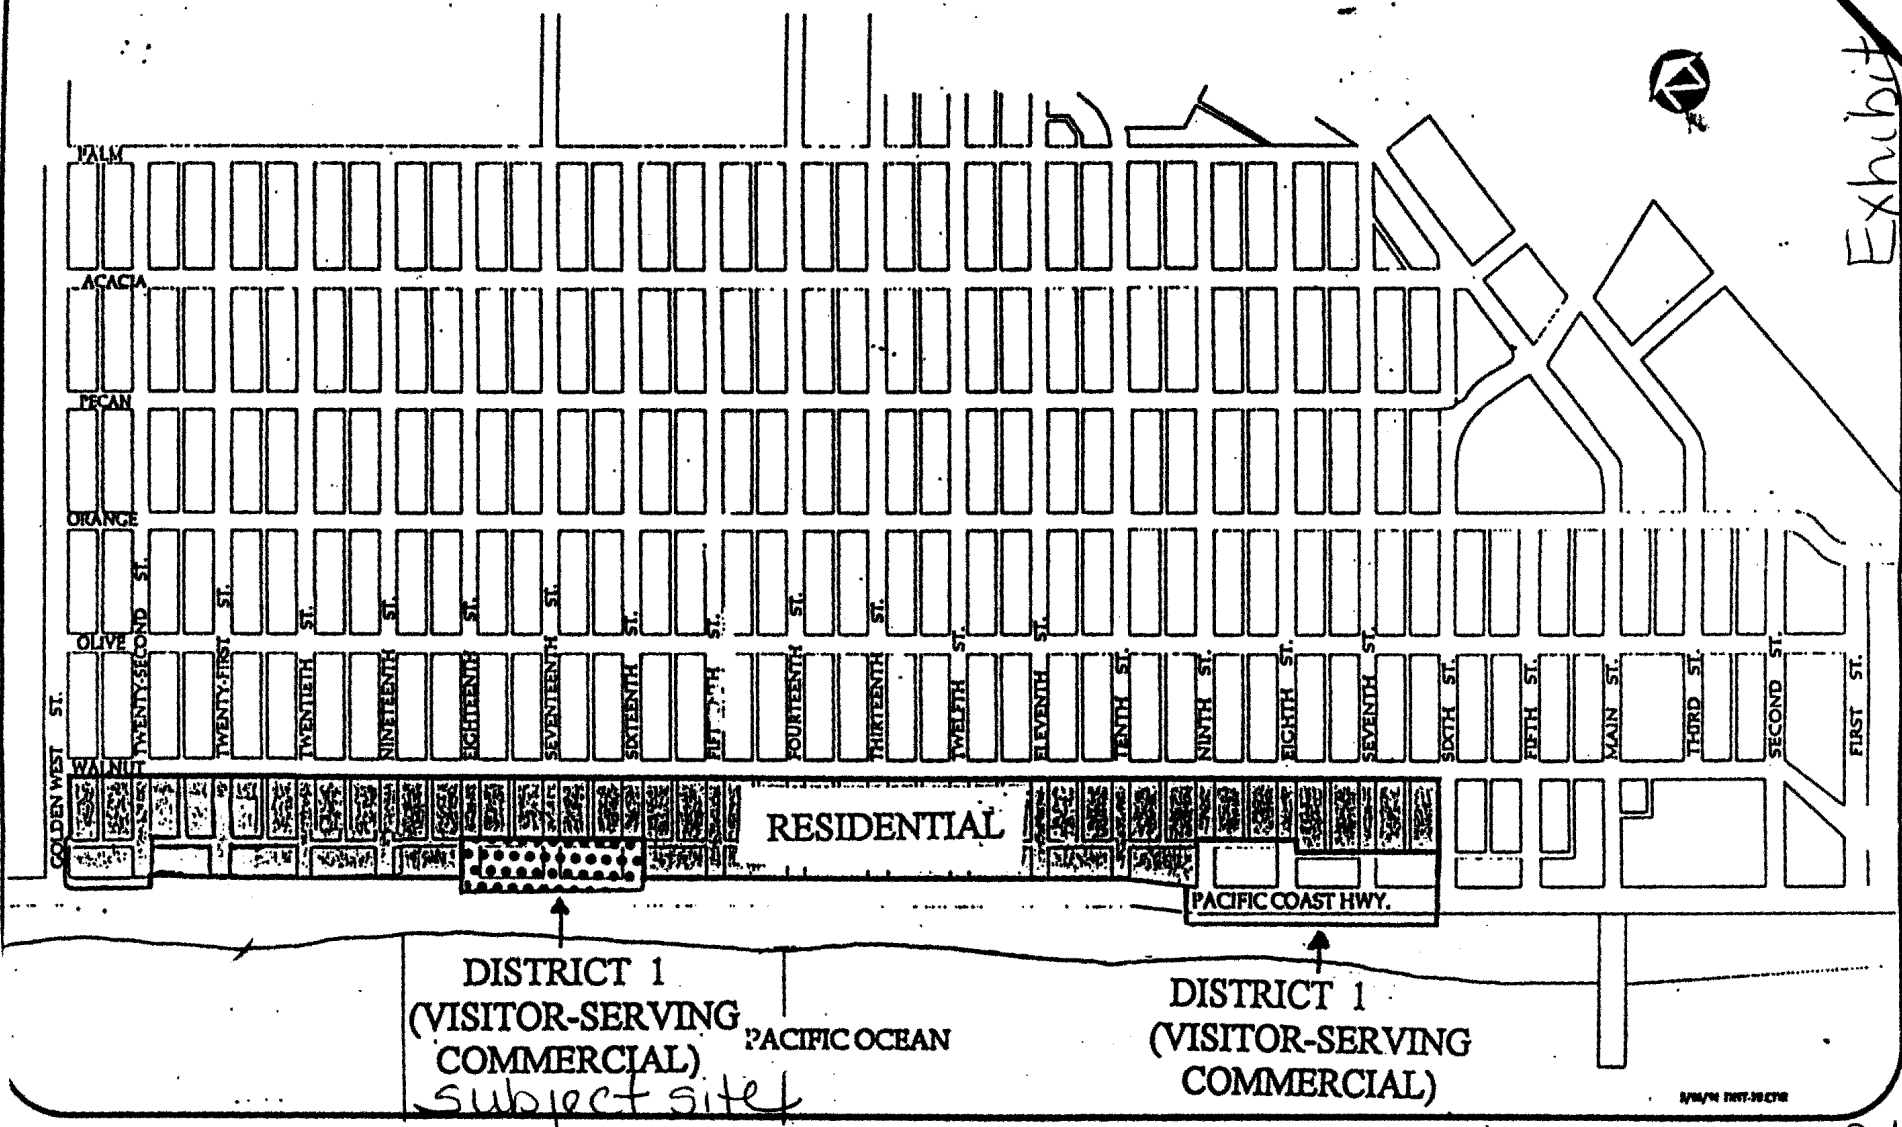 Exhibit
PALM
ACACIA
PECAN
ORANGE
OLIVE
WALNUT
GOLDEN WEST ST.
TWENTY-SECOND ST.
TWENTY-FIRST ST.
TWENTIETH ST.
NINETEENTH ST.
EIGHTEENTH ST.
SEVENTEENTH ST.
SIXTEENTH ST.
FIFTEENTH ST.
FOURTEENTH ST.
THIRTEENTH ST.
TWELFTH ST.
ELEVENTH ST.
TENTH ST.
NINTH ST.
EIGHTH ST.
SEVENTH ST.
SIXTH ST.
FIFTH ST.
MAIN ST.
THIRD ST.
SECOND ST.
FIRST ST.
RESIDENTIAL
PACIFIC COAST HWY.
DISTRICT 1
(VISITOR-SERVING
COMMERCIAL)
subject site
PACIFIC OCEAN
DISTRICT 1
(VISITOR-SERVING
COMMERCIAL)